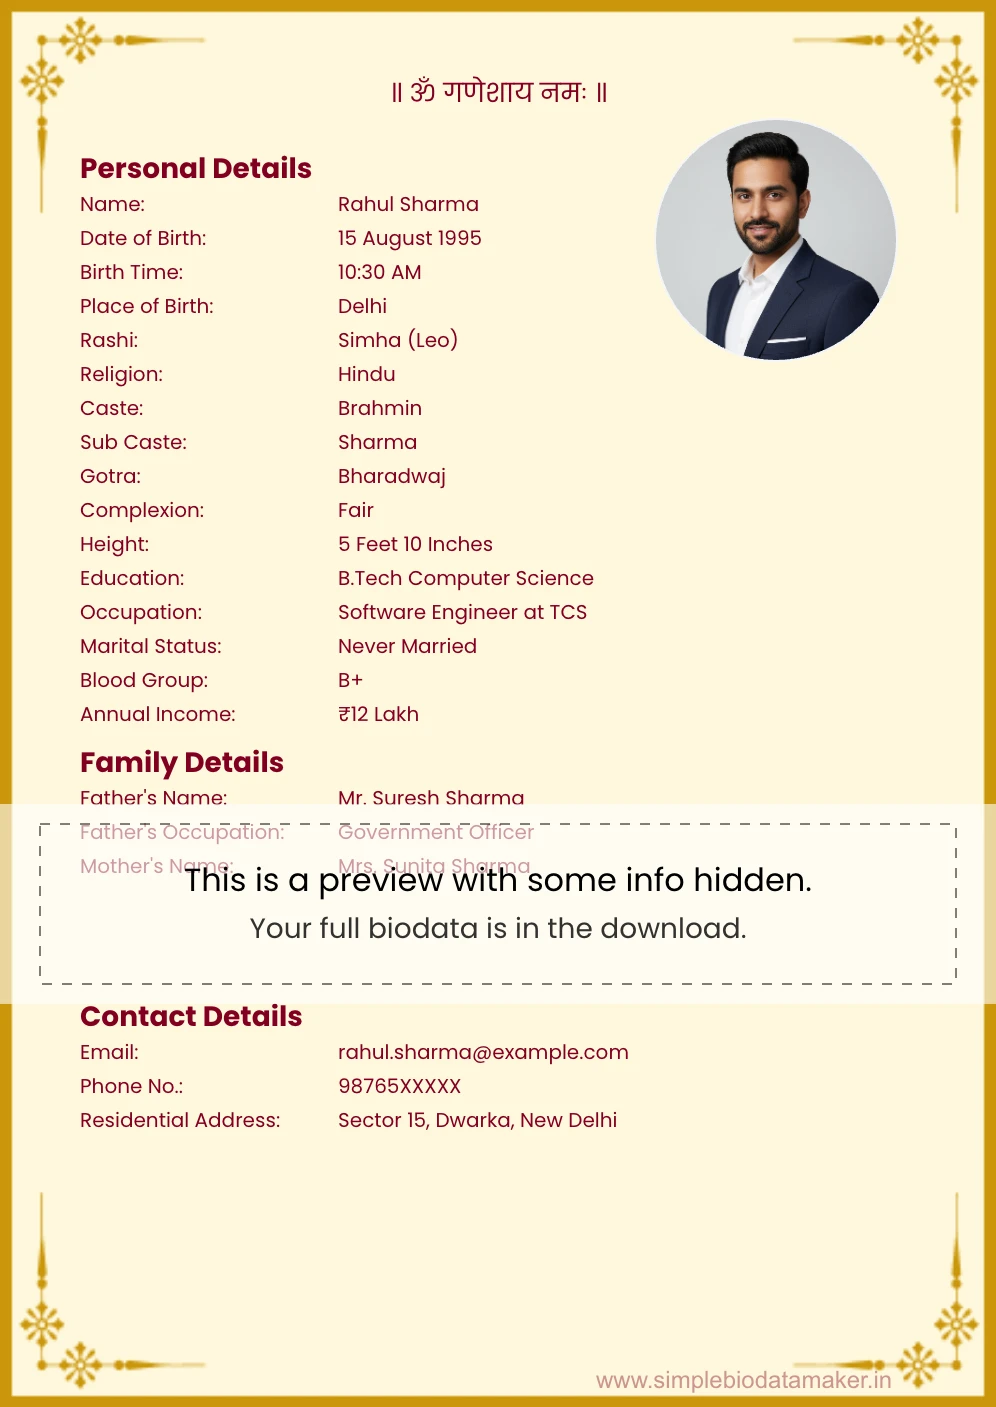 ॥ ॐ गणेशाय नमः ॥
Personal Details
Name: Rahul Sharma
Date of Birth: 15 August 1995
Birth Time: 10:30 AM
Place of Birth: Delhi
Rashi: Simha (Leo)
Religion: Hindu
Caste: Brahmin
Sub Caste: Sharma
Gotra: Bharadwaj
Complexion: Fair
Height: 5 Feet 10 Inches
Education: B.Tech Computer Science
Occupation: Software Engineer at TCS
Marital Status: Never Married
Blood Group: B+
Annual Income: ₹12 Lakh
Family Details
Father's Name: Mr. Suresh Sharma
Father's Occupation: Government Officer
Mother's Name: Mrs. Sunita Sharma
This is a preview with some info hidden.
Your full biodata is in the download.
Contact Details
Email: rahul.sharma@example.com
Phone No.: 98765XXXXX
Residential Address: Sector 15, Dwarka, New Delhi
www.simplebiodatamaker.in